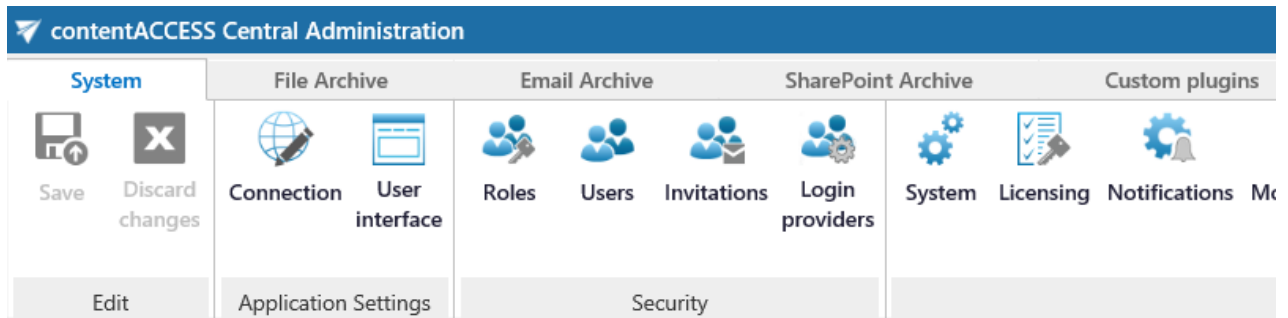 contentACCESS Central Administration
System File Archive Email Archive SharePoint Archive Custom plugins
Save Discard changes Connection User interface Roles Users Invitations Login providers System Licensing Notifications
Edit Application Settings Security